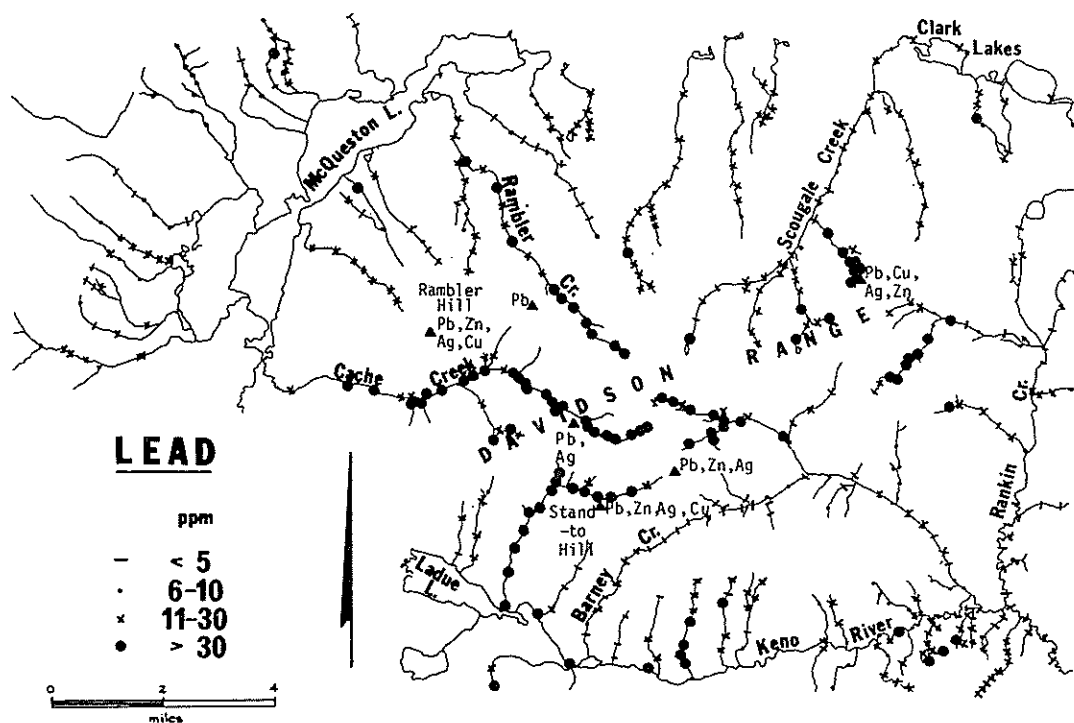 Clark
Lakes
McQueston L.
Scougale Creek
Rambler
Cr.
Rambler
Hill
Pb,Zn,
Ag,Cu
Pb
Pb,Cu,
Ag,Zn
Cache
Creek
DAVIDSON RANGE
Pb,
Ag
Pb,Zn,Ag
Pb,Zn,Ag,Cu
Stand
-to
Hill
Ladue
L.
Barney
Cr.
Keno
River
Rankin
Cr.
LEAD
ppm
— < 5
· 6-10
x 11-30
● > 30
0 2 4
miles